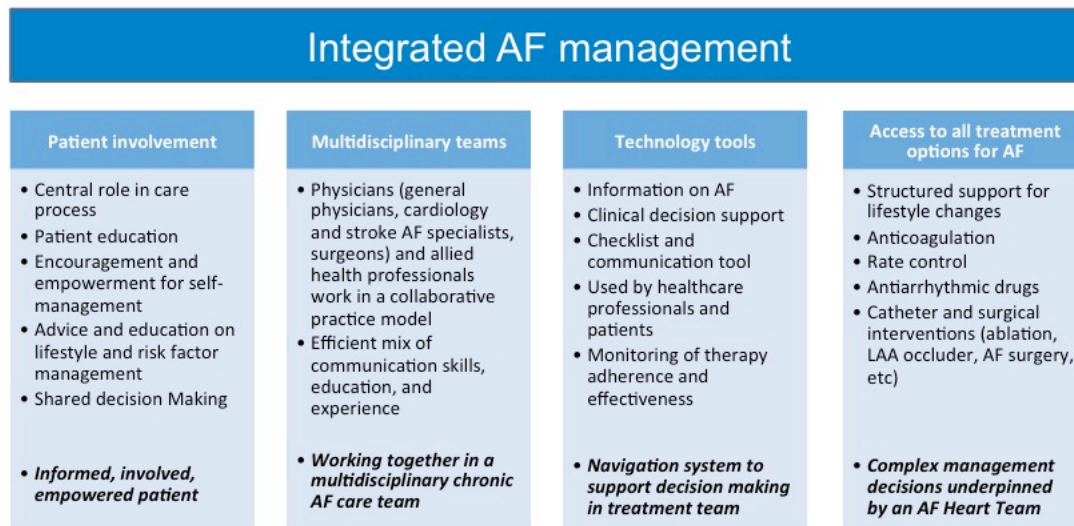 Integrated AF management
Patient involvement
• Central role in care
process
• Patient education
• Encouragement and
empowerment for self-
management
• Advice and education on
lifestyle and risk factor
management
• Shared decision Making
• Informed, involved,
empowered patient
Multidisciplinary teams
• Physicians (general
physicians, cardiology
and stroke AF specialists,
surgeons) and allied
health professionals
work in a collaborative
practice model
• Efficient mix of
communication skills,
education, and
experience
• Working together in a
multidisciplinary chronic
AF care team
Technology tools
• Information on AF
• Clinical decision support
• Checklist and
communication tool
• Used by healthcare
professionals and
patients
• Monitoring of therapy
adherence and
effectiveness
• Navigation system to
support decision making
in treatment team
Access to all treatment
options for AF
• Structured support for
lifestyle changes
• Anticoagulation
• Rate control
• Antiarrhythmic drugs
• Catheter and surgical
interventions (ablation,
LAA occluder, AF surgery,
etc)
• Complex management
decisions underpinned
by an AF Heart Team